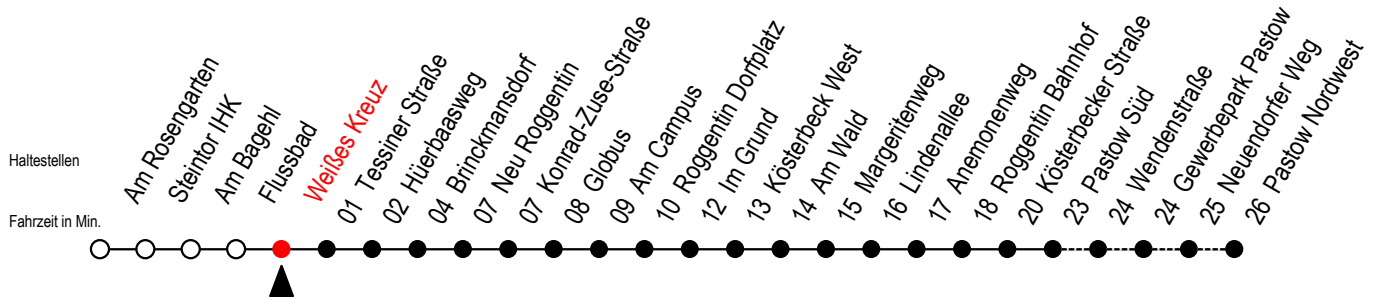 Haltestellen
Fahrzeit in Min.
Am Rosengarten
Steintor IHK
Am Bagehl
Flussbad
Weißes Kreuz
01 Tessiner Straße
02 Hüerbaasweg
04 Brinckmansdorf
07 Neu Roggentin
07 Konrad-Zuse-Straße
08 Globus
09 Am Campus
10 Roggentin Dorfplatz
12 Im Grund
13 Kösterbeck West
14 Am Wald
15 Margeritenweg
16 Lindenallee
17 Anemonenweg
18 Roggentin Bahnhof
20 Kösterbecker Straße
23 Pastow Süd
24 Wendenstraße
24 Gewerbepark Pastow
25 Neuendorfer Weg
26 Pastow Nordwest